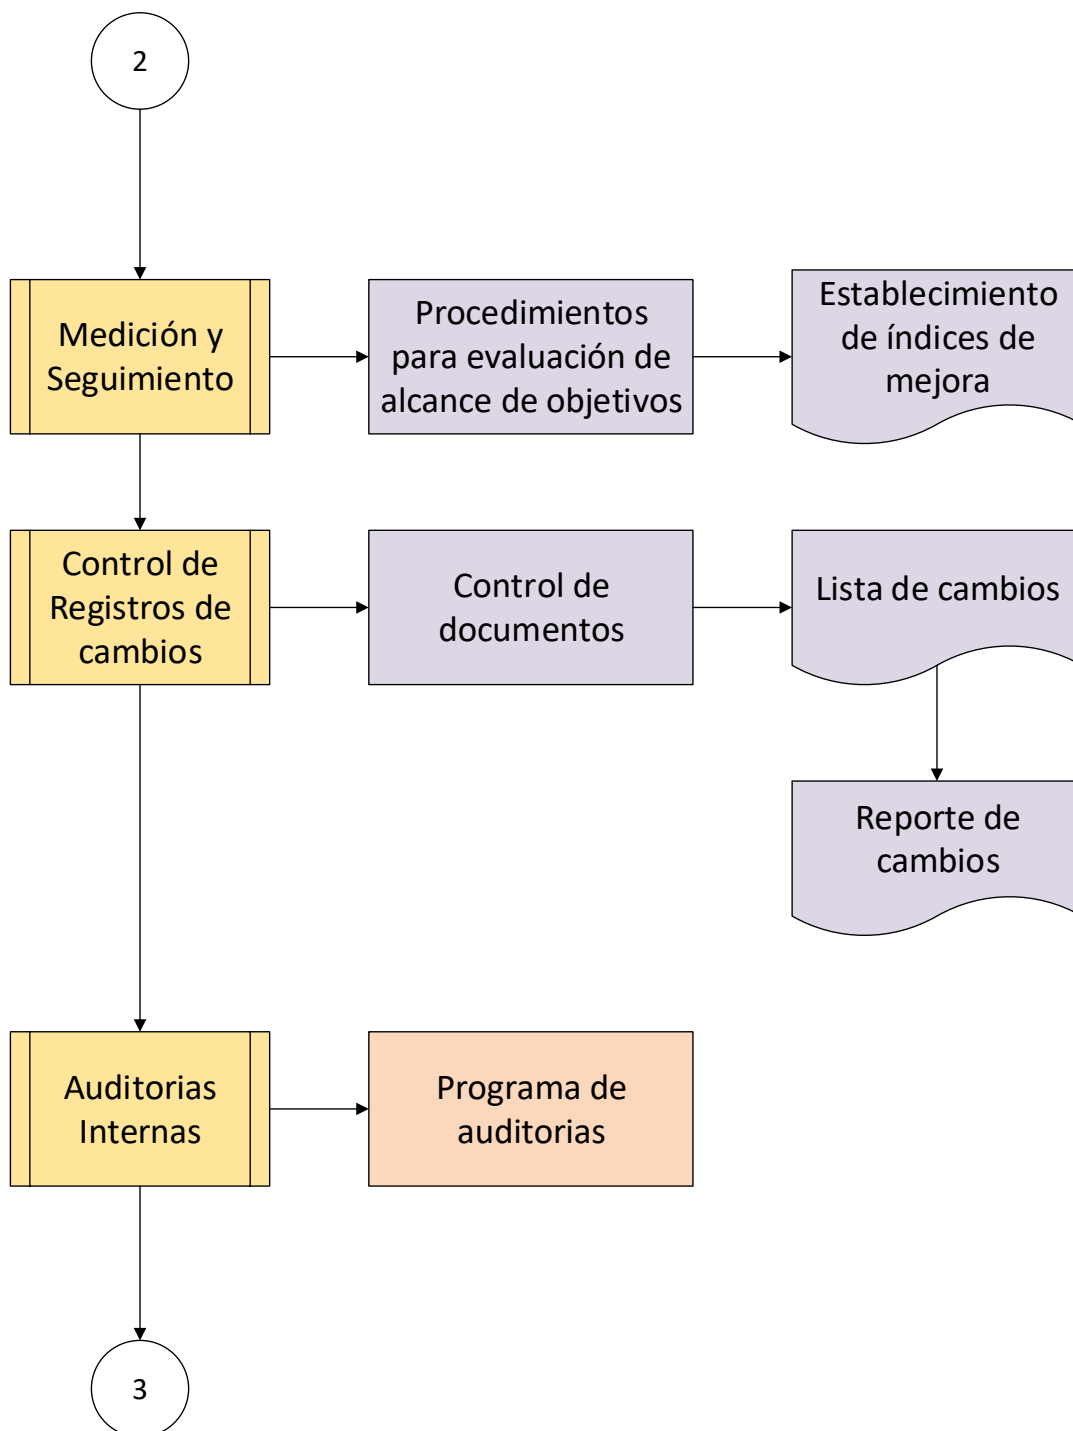 2
Medición y
Seguimiento
Procedimientos
para evaluación de
alcance de objetivos
Establecimiento
de índices de
mejora
Control de
Registros de
cambios
Control de
documentos
Lista de cambios
Reporte de
cambios
Auditorias
Internas
Programa de
auditorias
3